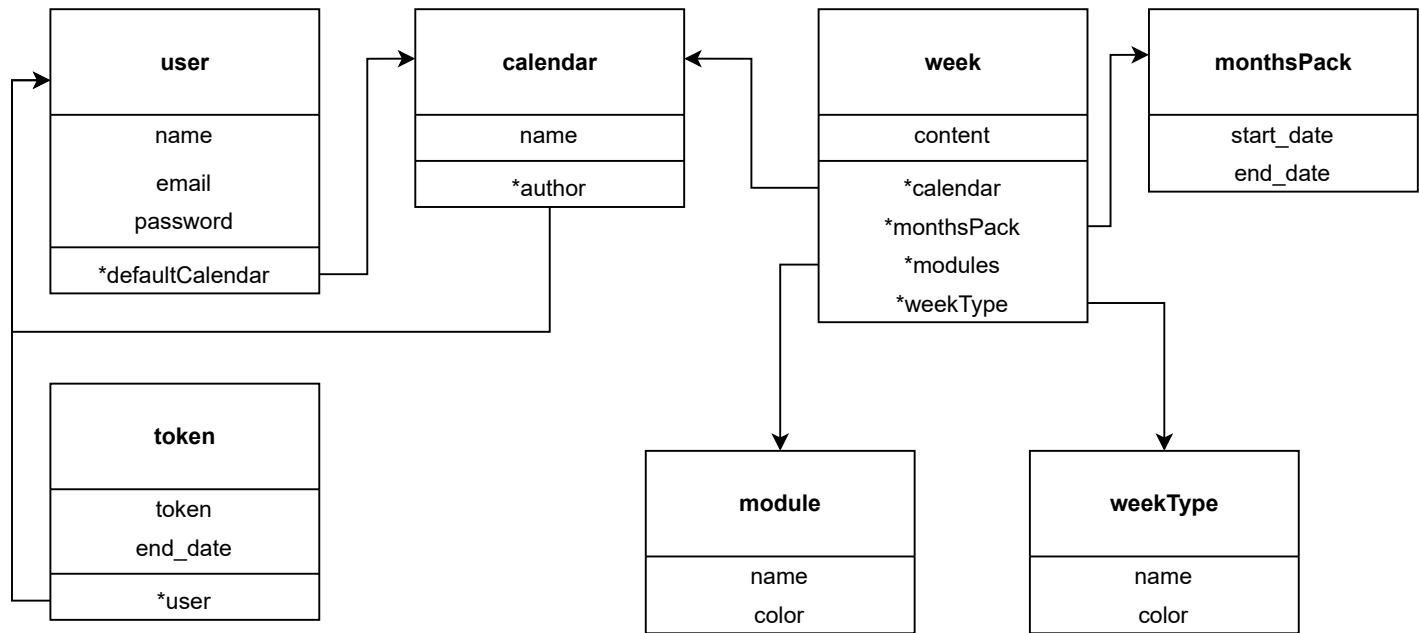 user
name
email
password
*defaultCalendar
calendar
name
*author
week
content
*calendar
*monthsPack
*modules
*weekType
monthsPack
start_date
end_date
token
token
end_date
*user
module
name
color
weekType
name
color